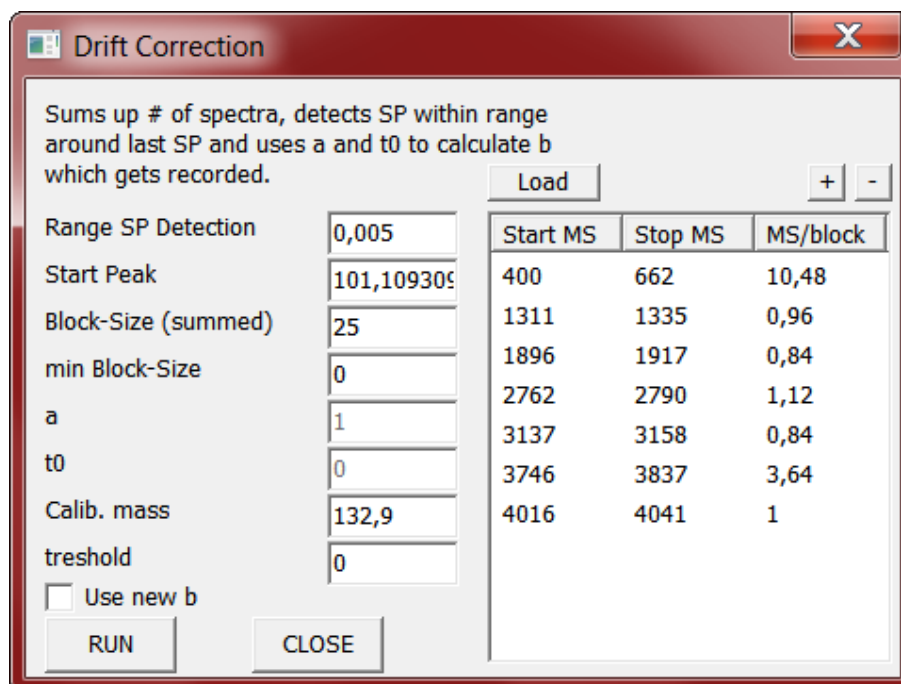 Drift Correction
Sums up # of spectra, detects SP within range
around last SP and uses a and t0 to calculate b
which gets recorded.
Load
+ -
Range SP Detection 0,005
Start Peak 101,109309
Block-Size (summed) 25
min Block-Size 0
a 1
t0 0
Calib. mass 132,9
treshold 0
Use new b
RUN CLOSE
Start MS Stop MS MS/block
400 662 10,48
1311 1335 0,96
1896 1917 0,84
2762 2790 1,12
3137 3158 0,84
3746 3837 3,64
4016 4041 1